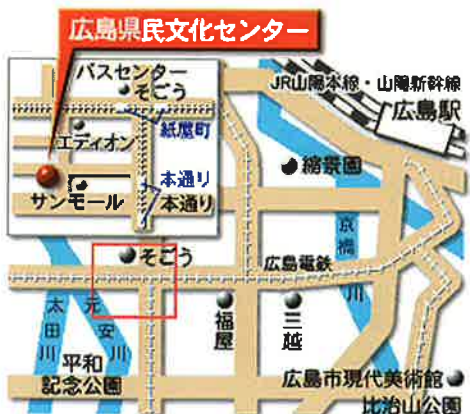 広島県民文化センター
バスセンター
そごう
紙屋町
エディオン
本通り
サンモール
本通り
JR山陽本線・山陽新幹線
広島駅
縮景園
京橋川
そごう
広島電鉄
太田川
元安川
福屋
三越
平和
記念公園
広島市現代美術館
比治山公園